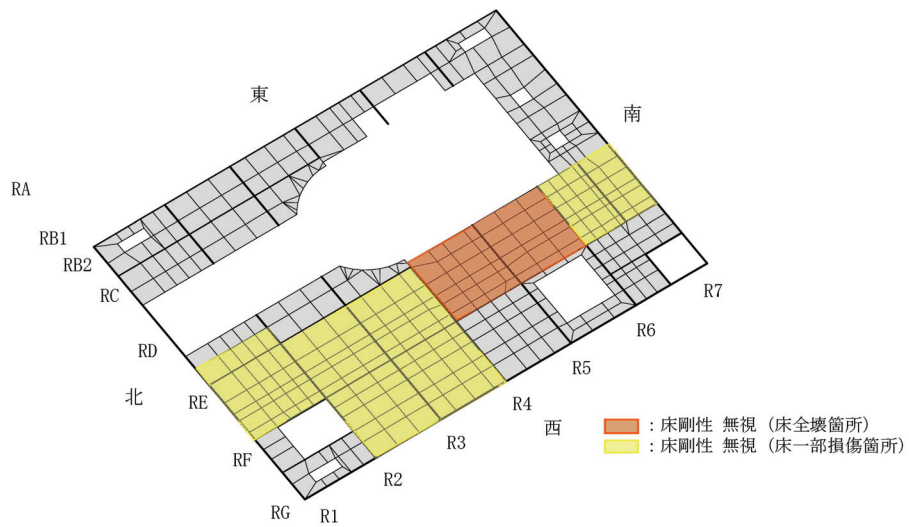 東
南
RA
RB1
RB2
RC
RD
北
RE
RF
RG
R1
R2
R3
R4
R5
R6
R7
西
：床剛性 無視（床全壊箇所）
：床剛性 無視（床一部損傷箇所）